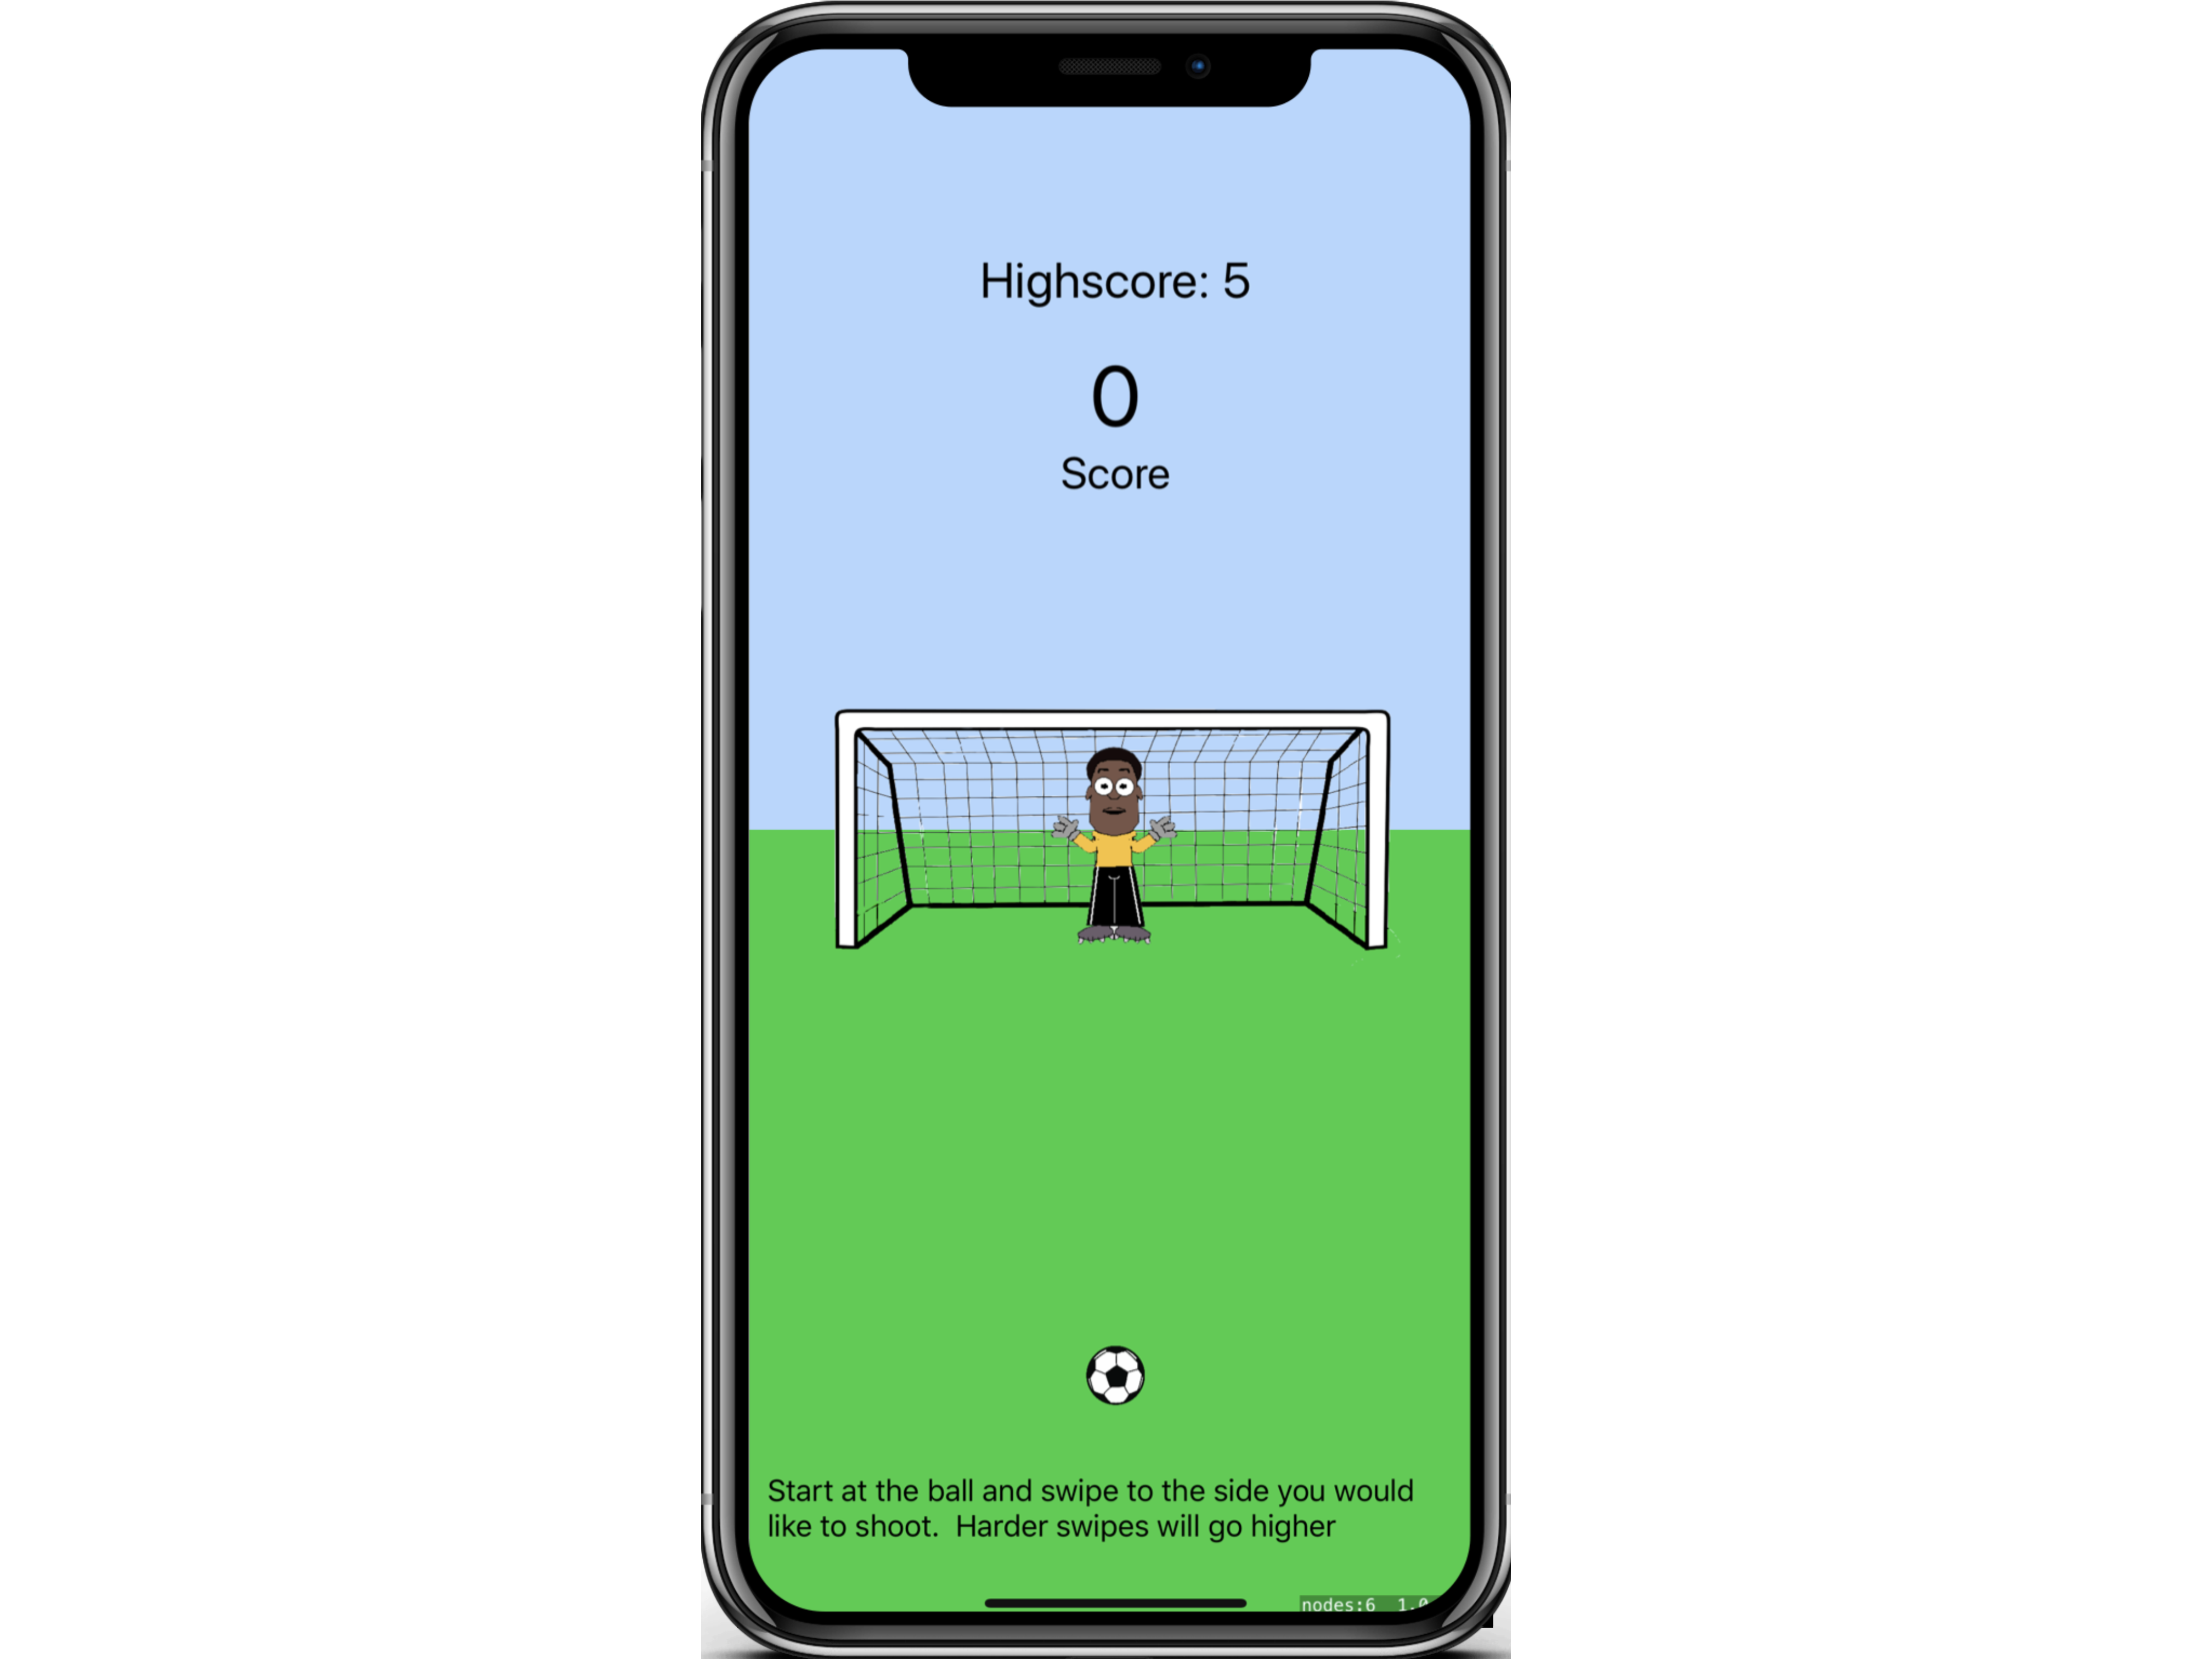 Highscore: 5
0
Score
Start at the ball and swipe to the side you would
like to shoot.  Harder swipes will go higher
nodes:6  1.0